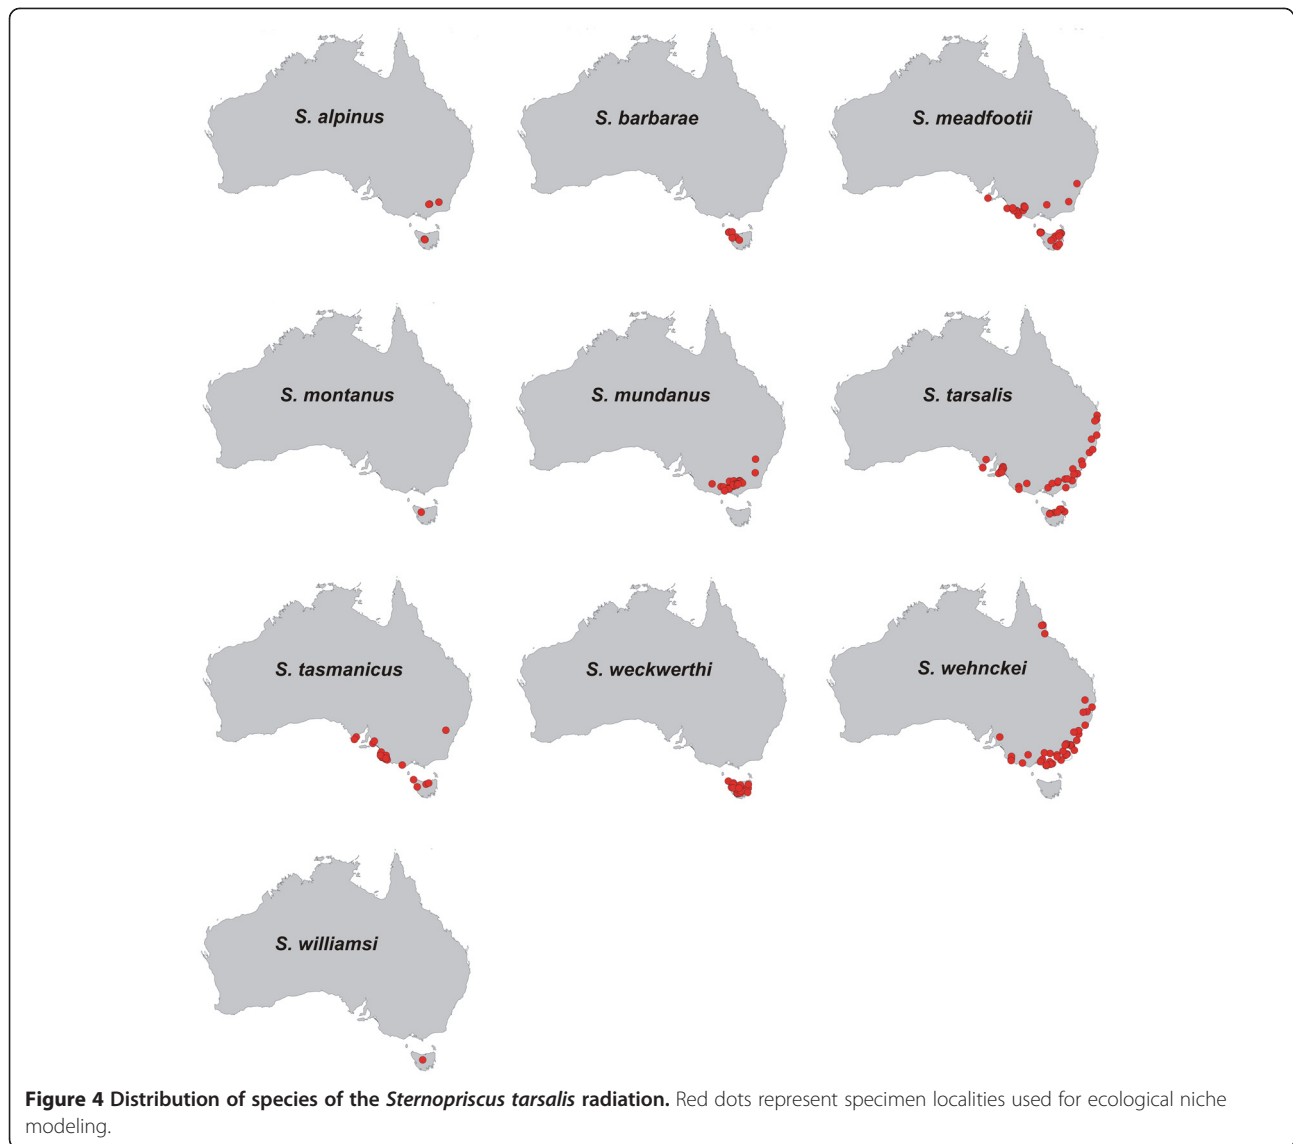 S. alpinus
S. barbarae
S. meadfootii
S. montanus
S. mundanus
S. tarsalis
S. tasmanicus
S. weckwerthi
S. wehnckei
S. williamsi
Figure 4 Distribution of species of the Sternopriscus tarsalis radiation. Red dots represent specimen localities used for ecological niche
modeling.